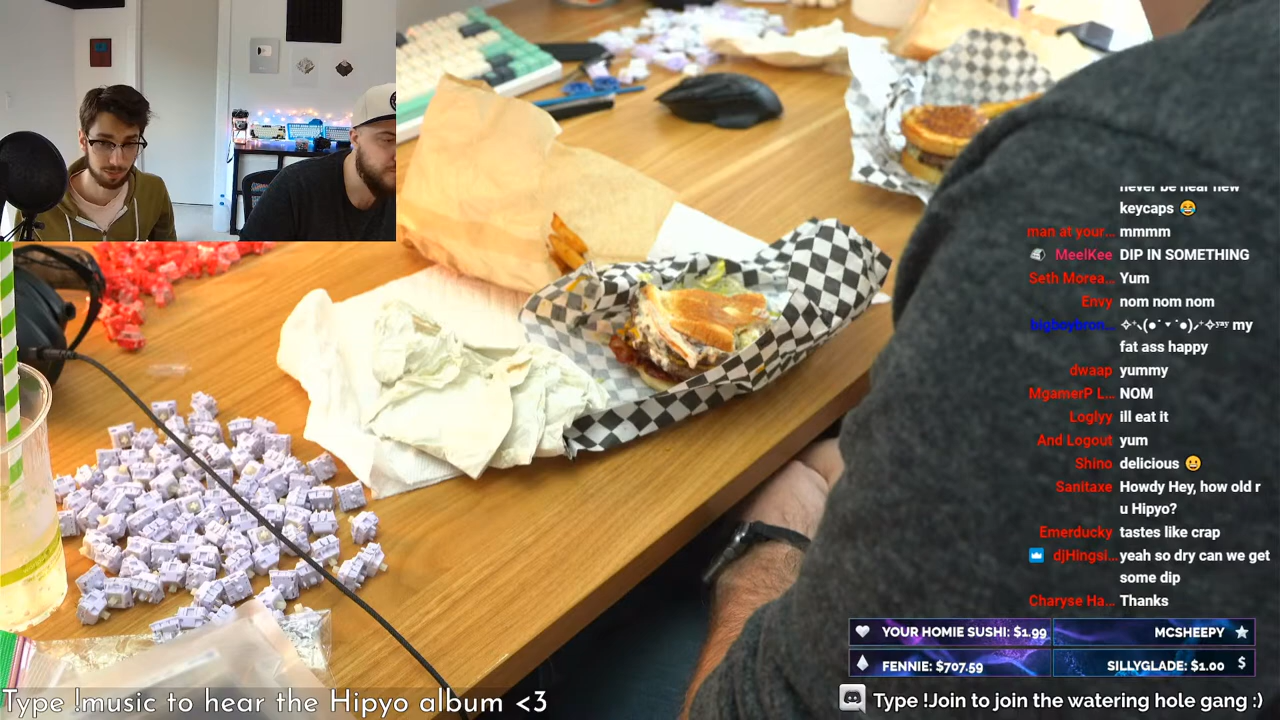 keycaps 😂
man at your... mmmm
MeelKee DIP IN SOMETHING
Seth Morea... Yum
Envy nom nom nom
my
fat ass happy
dwaap yummy
MgamerP L... NOM
Loglyy ill eat it
And Logout yum
Shino delicious 😀
Sanitaxe Howdy Hey, how old r
u Hipyo?
Emerducky tastes like crap
djHingsi... yeah so dry can we get
some dip
Charyse Ha... Thanks
YOUR HOMIE SUSHI: $1.99
MCSHEEPY
FENNIE: $707.59
SILLYGLADE: $1.00
Type !music to hear the Hipyo album <3
Type !Join to join the watering hole gang :)